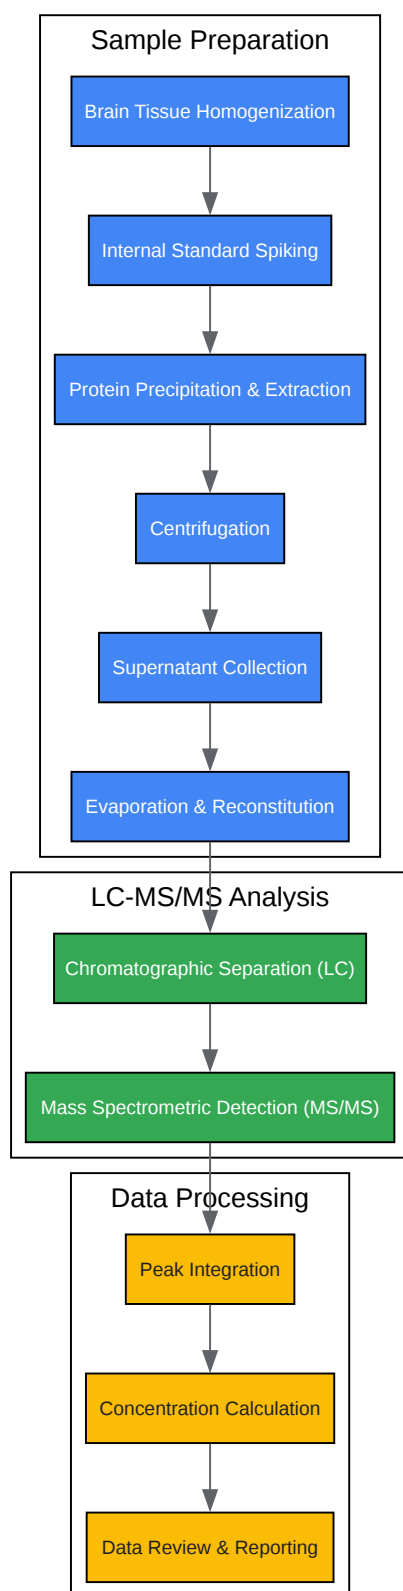 Sample Preparation
Brain Tissue Homogenization
Internal Standard Spiking
Protein Precipitation & Extraction
Centrifugation
Supernatant Collection
Evaporation & Reconstitution
LC-MS/MS Analysis
Chromatographic Separation (LC)
Mass Spectrometric Detection (MS/MS)
Data Processing
Peak Integration
Concentration Calculation
Data Review & Reporting